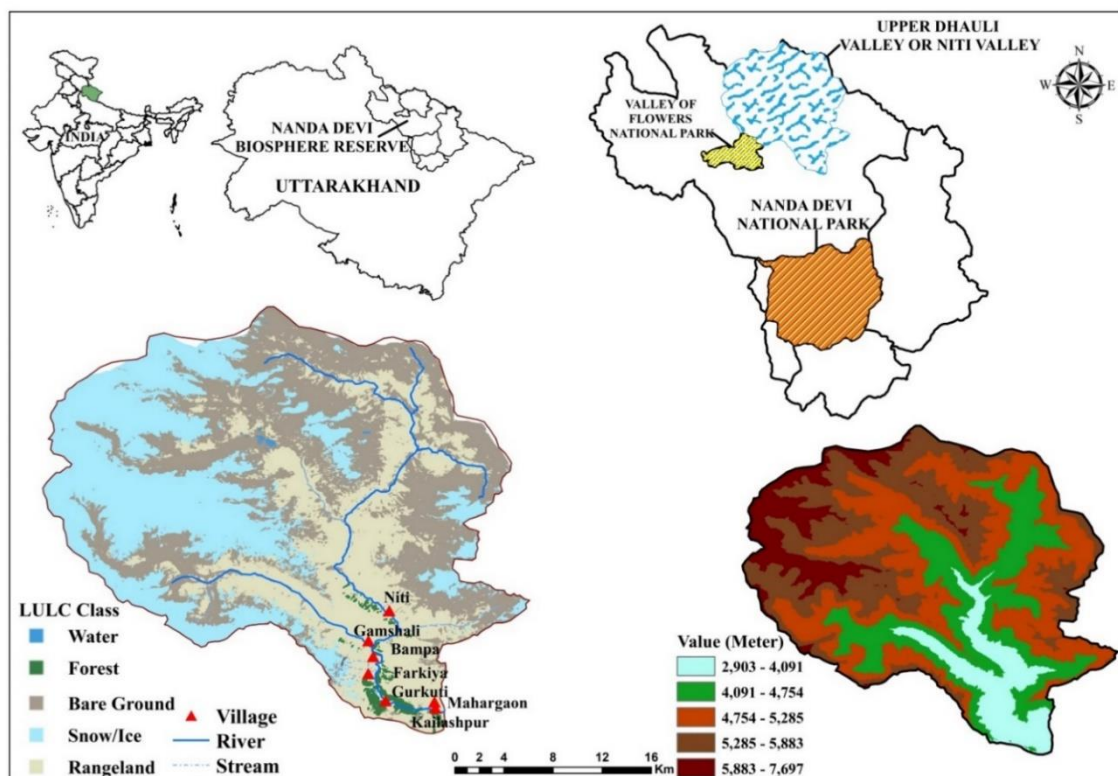 INDIA
NANDA DEVI
BIOSPHERE RESERVE
UTTARAKHAND
UPPER DHAULI
VALLEY OR NITI VALLEY
VALLEY OF
FLOWERS
NATIONAL PARK
NANDA DEVI
NATIONAL PARK
N
W
E
S
Niti
Gamshali
Bampa
Farkiya
Gurkuti
Mahargaon
Kailashpur
LULC Class
Water
Forest
Bare Ground
Snow/Ice
Rangeland
Village
River
Stream
0 2 4 8 12 16
Km
Value (Meter)
2,903 - 4,091
4,091 - 4,754
4,754 - 5,285
5,285 - 5,883
5,883 - 7,697